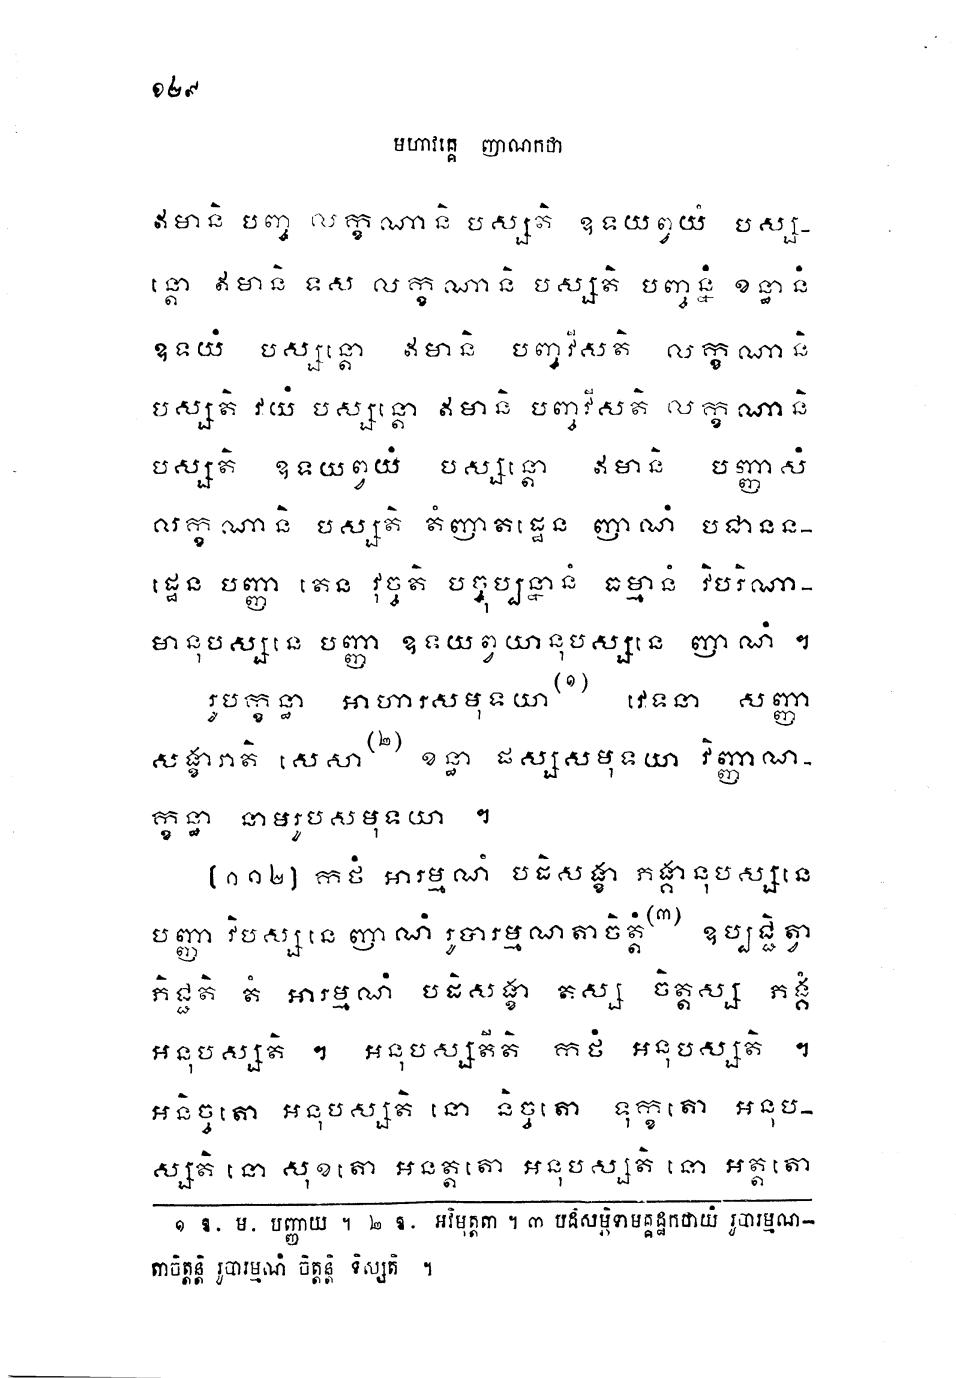 ១២៩
មហាវគ្គេ ញាណកថា
ឥមានិ បញ្ច លក្ខណានិ បស្សតិ ឧទយព្វយំ បស្ស-
ន្តោ ឥមានិ ទស លក្ខណានិ បស្សតិ បញ្ចន្នំ ខន្ធានំ
ឧទយំ បស្សន្តោ ឥមានិ បញ្ចវីសតិ លក្ខណានិ
បស្សតិ វយំ បស្សន្តោ ឥមានិ បញ្ចវីសតិ លក្ខណានិ
បស្សតិ ឧទយព្វយំ បស្សន្តោ ឥមានិ បញ្ញាសំ
លក្ខណានិ បស្សតិ តំញាតដ្ឋេន ញាណំ បជានន-
ដ្ឋេន បញ្ញា តេន វុច្ចតិ បច្ចុប្បន្នានំ ធម្មានំ វិបរិណា-
មានុបស្សនេ បញ្ញា ឧទយព្វយានុបស្សនេ ញាណំ ។
រូបក្ខន្ធា អាហារសមុទយា(១) វេទនា សញ្ញា
សង្ខារាតិ សេសា(២) ខន្ធា ផស្សសមុទយា វិញ្ញាណ-
ក្ខន្ធា នាមរូបសមុទយា ។
(១១២) កថំ អារម្មណំ បដិសង្ខា ភង្គានុបស្សនេ
បញ្ញា វិបស្សនេ ញាណំ រូបារម្មណតាចិត្តំ(៣) ឧប្បជ្ជិត្វា
ភិជ្ជតិ តំ អារម្មណំ បដិសង្ខា តស្ស ចិត្តស្ស ភង្គំ
អនុបស្សតិ ។ អនុបស្សតីតិ កថំ អនុបស្សតិ ។
អនិច្ចតោ អនុបស្សតិ នោ និច្ចតោ ទុក្ខតោ អនុប-
ស្សតិ នោ សុខតោ អនត្តតោ អនុបស្សតិ នោ អត្តតោ
១ ឱ. ម. បញ្ញាយ ។ ២ ឱ. អវិមុត្តពា ។ ៣ បដិសម្ភិទាមគ្គដ្ឋកថាយំ រូបារម្មណ-
តាចិត្តន្តិ រូបារម្មណំ ចិត្តន្តិ ទិស្សតិ ។